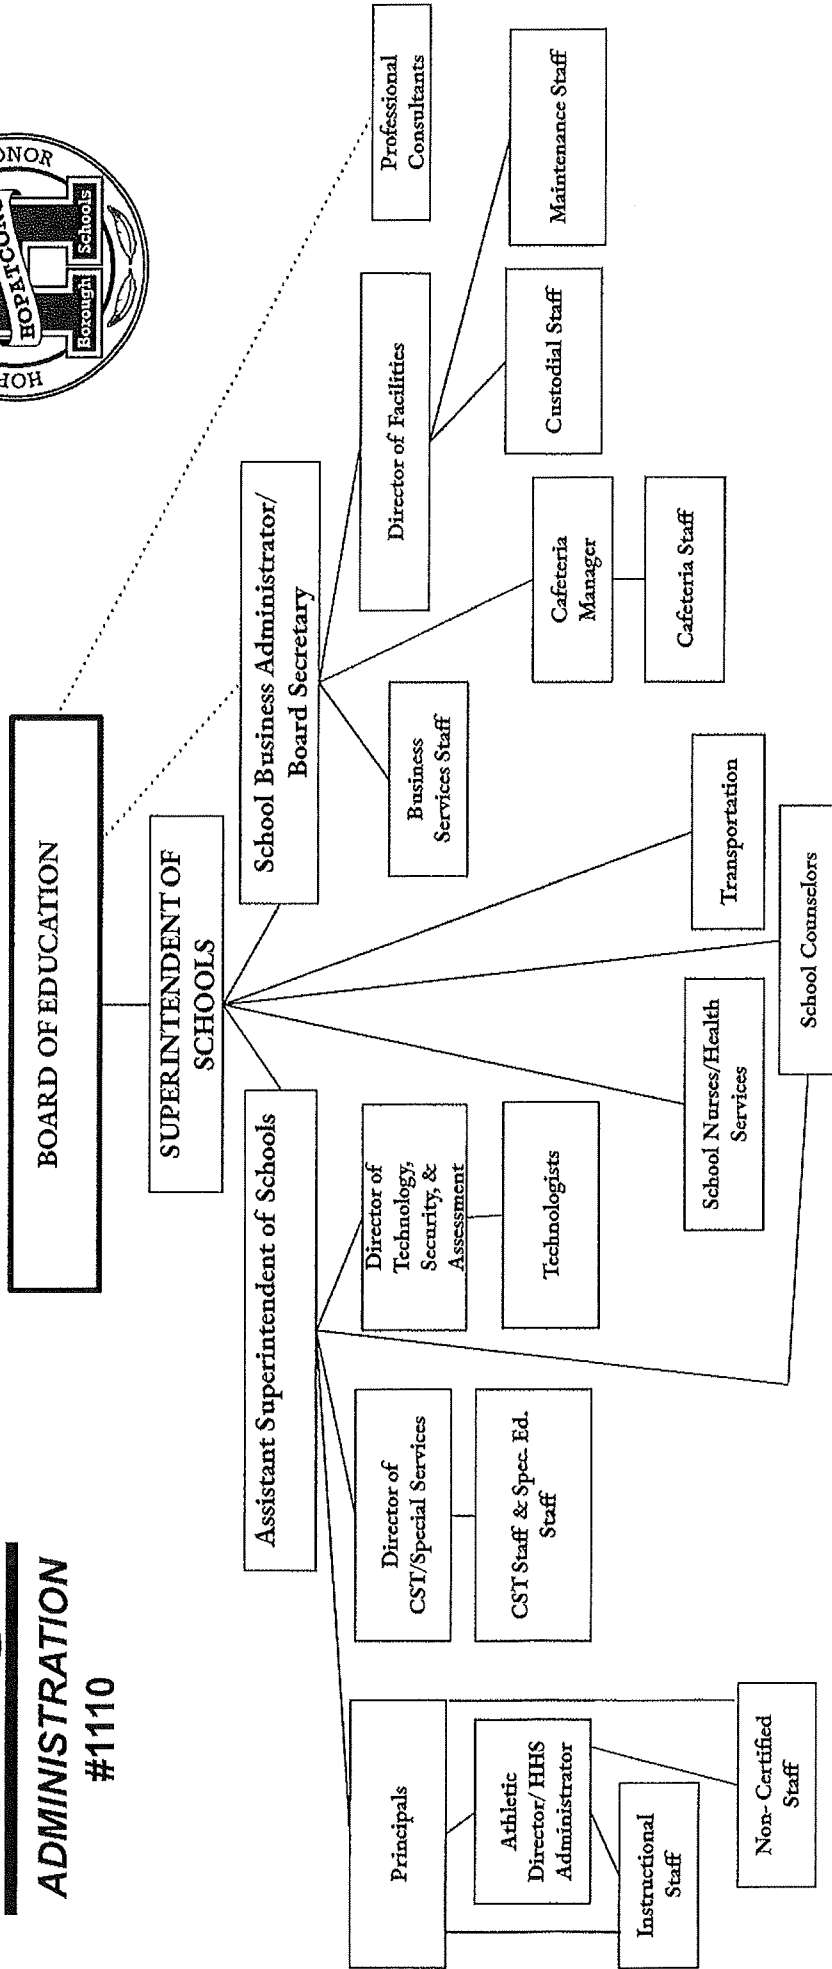 ADMINISTRATION
#1110
HONOR
HOPATCONG
Borough
Schools
BOARD OF EDUCATION
SUPERINTENDENT OF
SCHOOLS
Assistant Superintendent of Schools
School Business Administrator/
Board Secretary
Professional
Consultants
Principals
Director of
CST/Special Services
Director of
Technology,
Security, &
Assessment
Business
Services Staff
Director of Facilities
Athletic
Director/ HHS
Administrator
CST Staff & Spec. Ed.
Staff
Technologists
Cafeteria
Manager
Custodial Staff
Maintenance Staff
Instructional
Staff
Cafeteria Staff
Non- Certified
Staff
School Nurses/Health
Services
Transportation
School Counselors